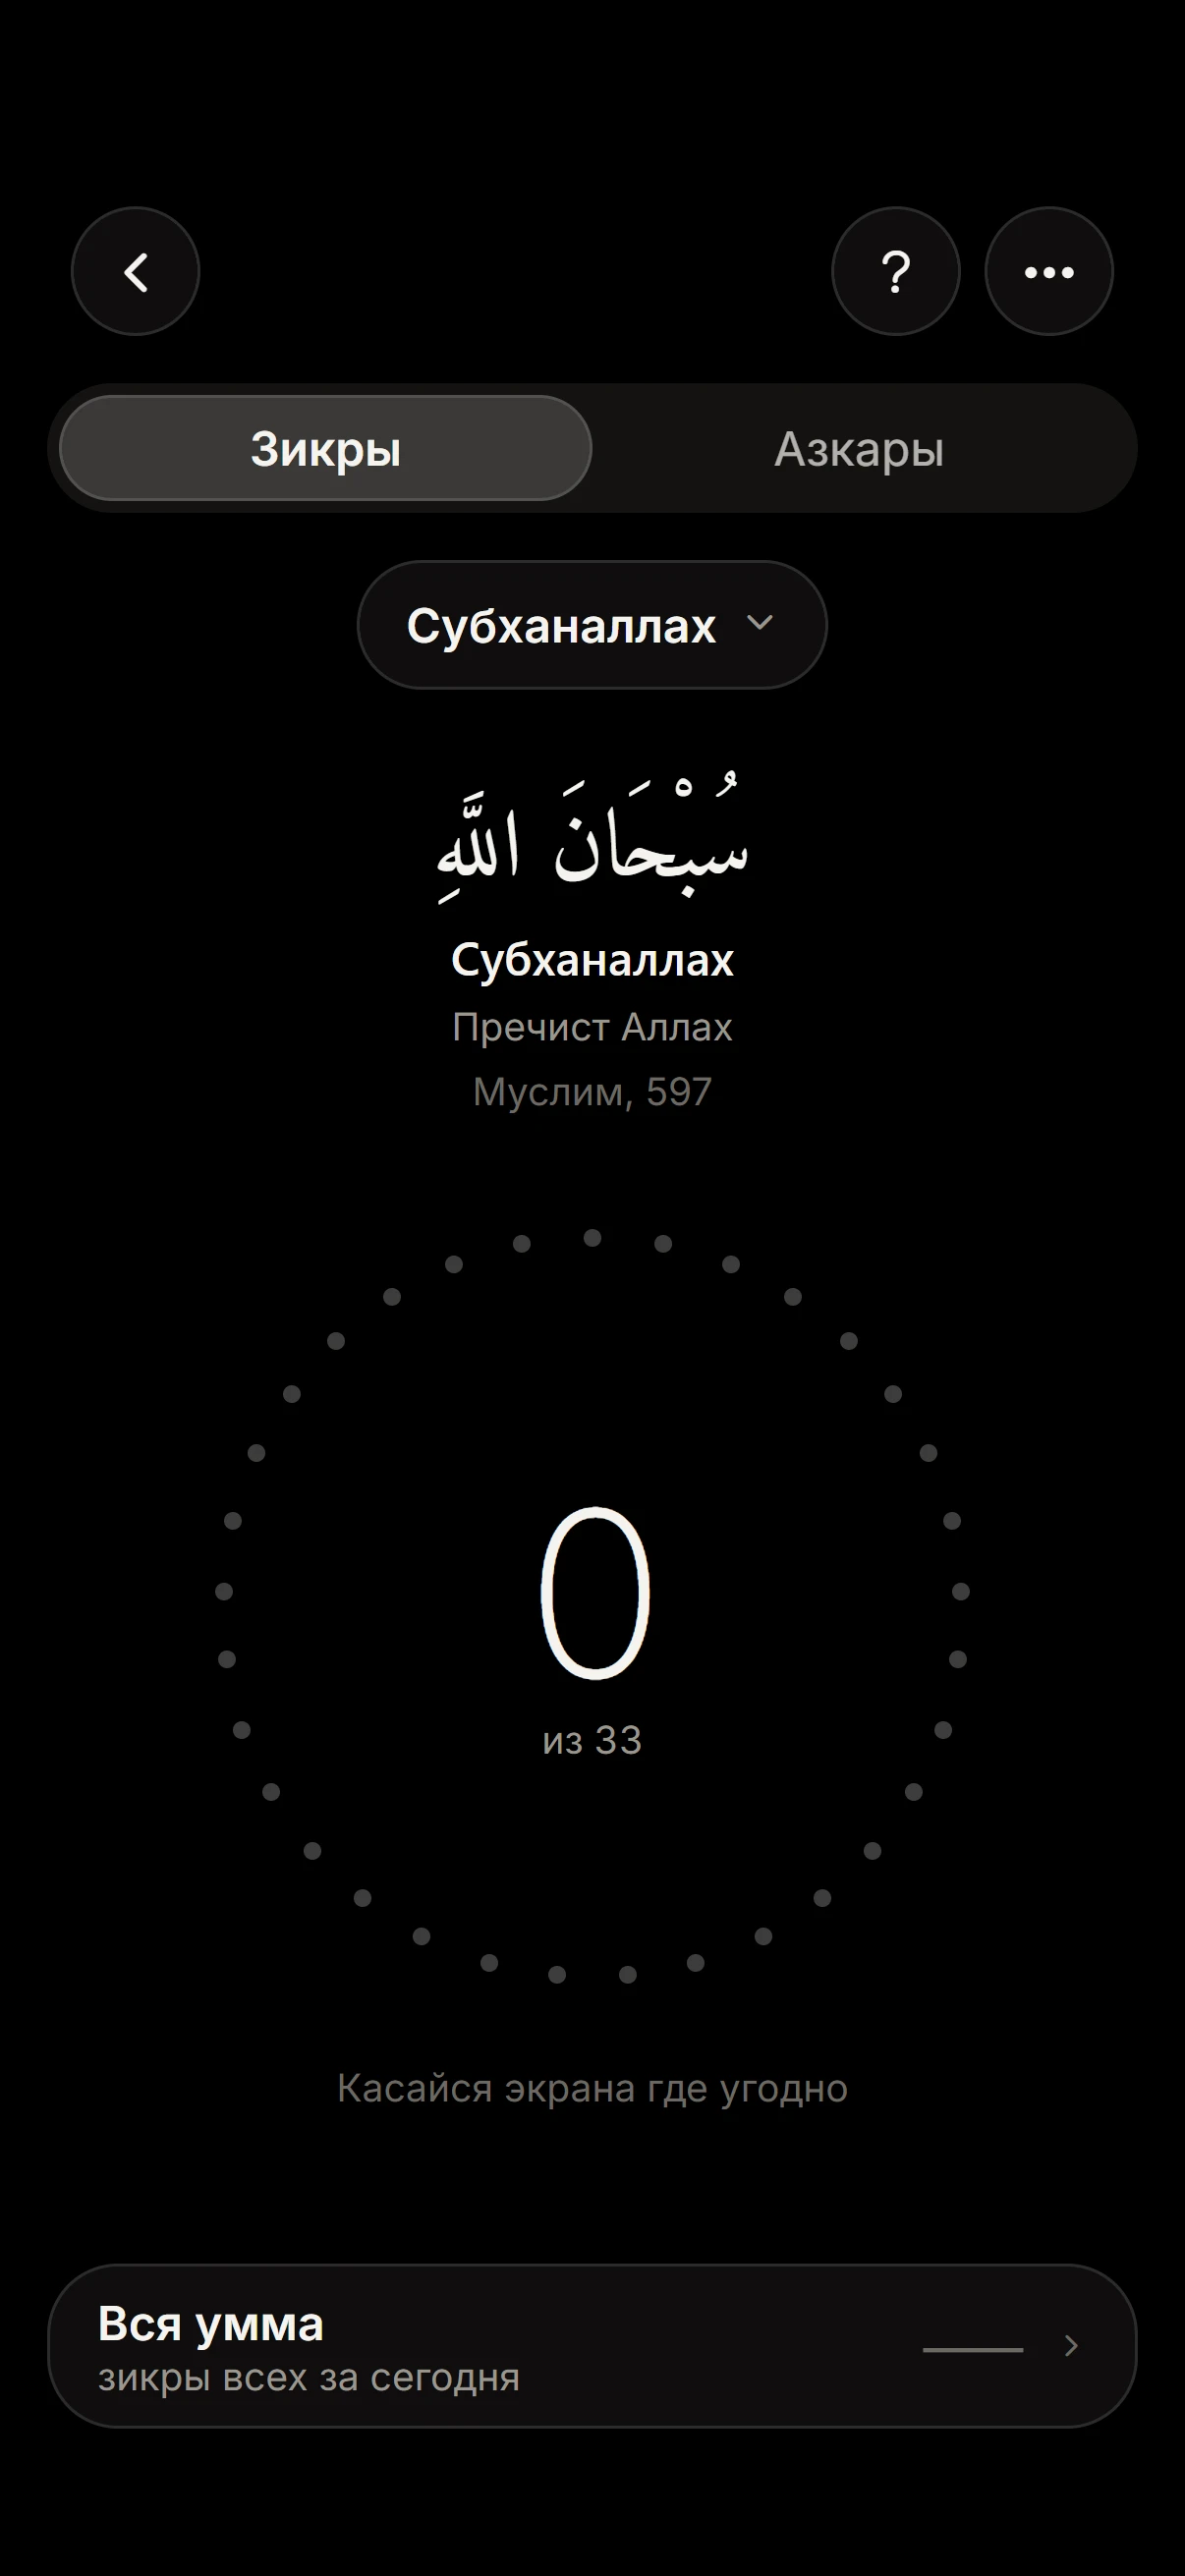 ?
Зикры
Азкары
Субханаллах
سُبْحَانَ اللَّهِ
Субханаллах
Пречист Аллах
Муслим, 597
0
из 33
Касайся экрана где угодно
Вся умма
зикры всех за сегодня